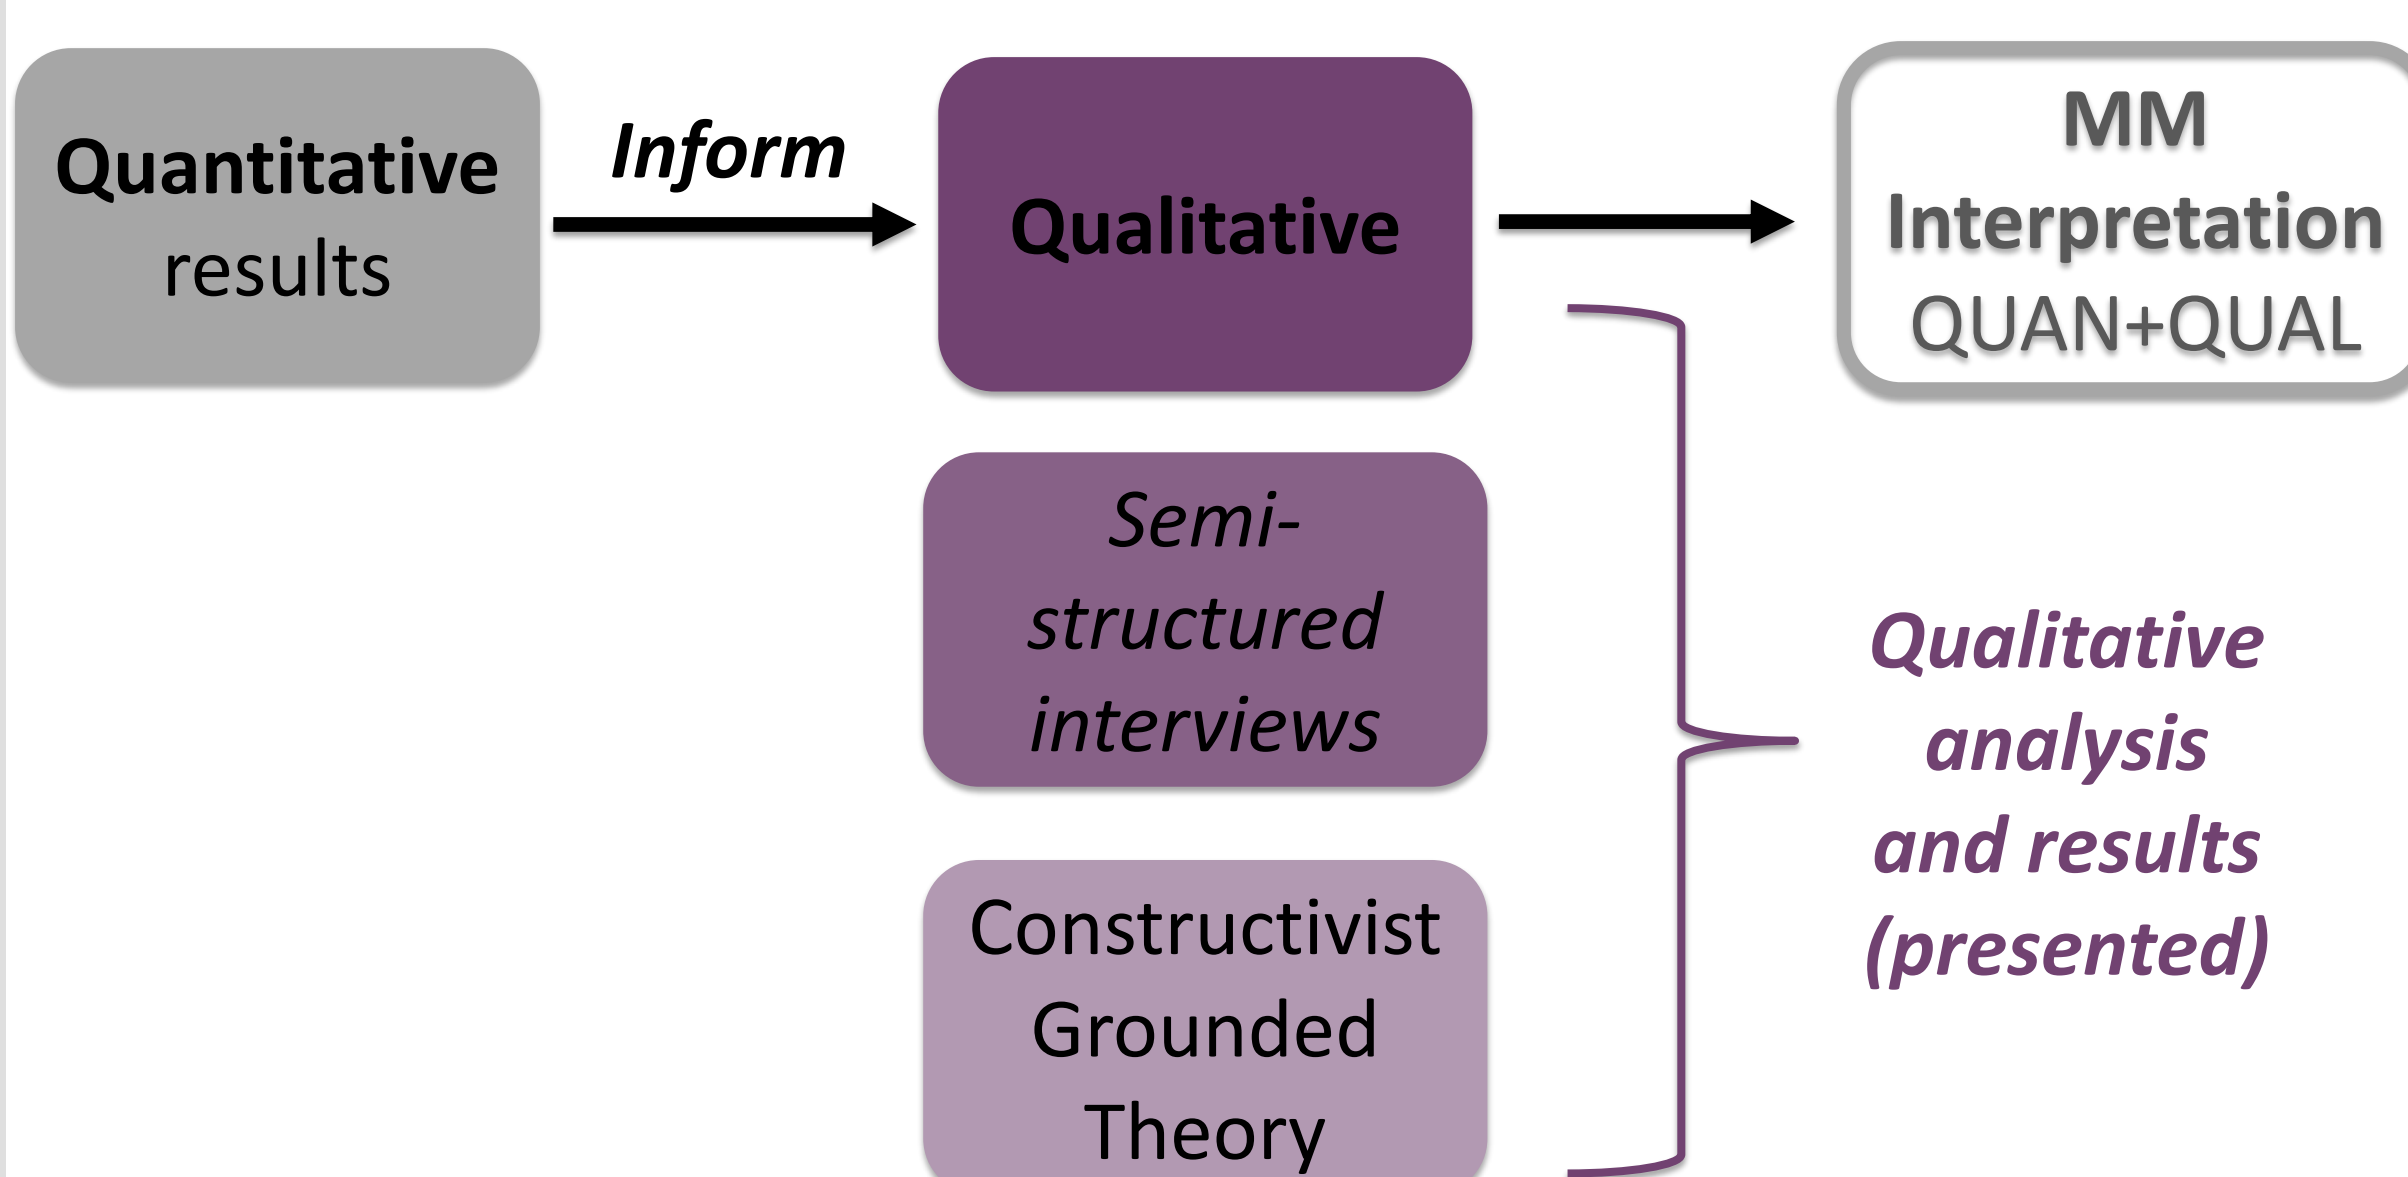 Quantitative
results
Inform
Qualitative
MM
Interpretation
QUAN+QUAL
Semi-
structured
interviews
Constructivist
Grounded
Theory
Qualitative
analysis
and results
(presented)